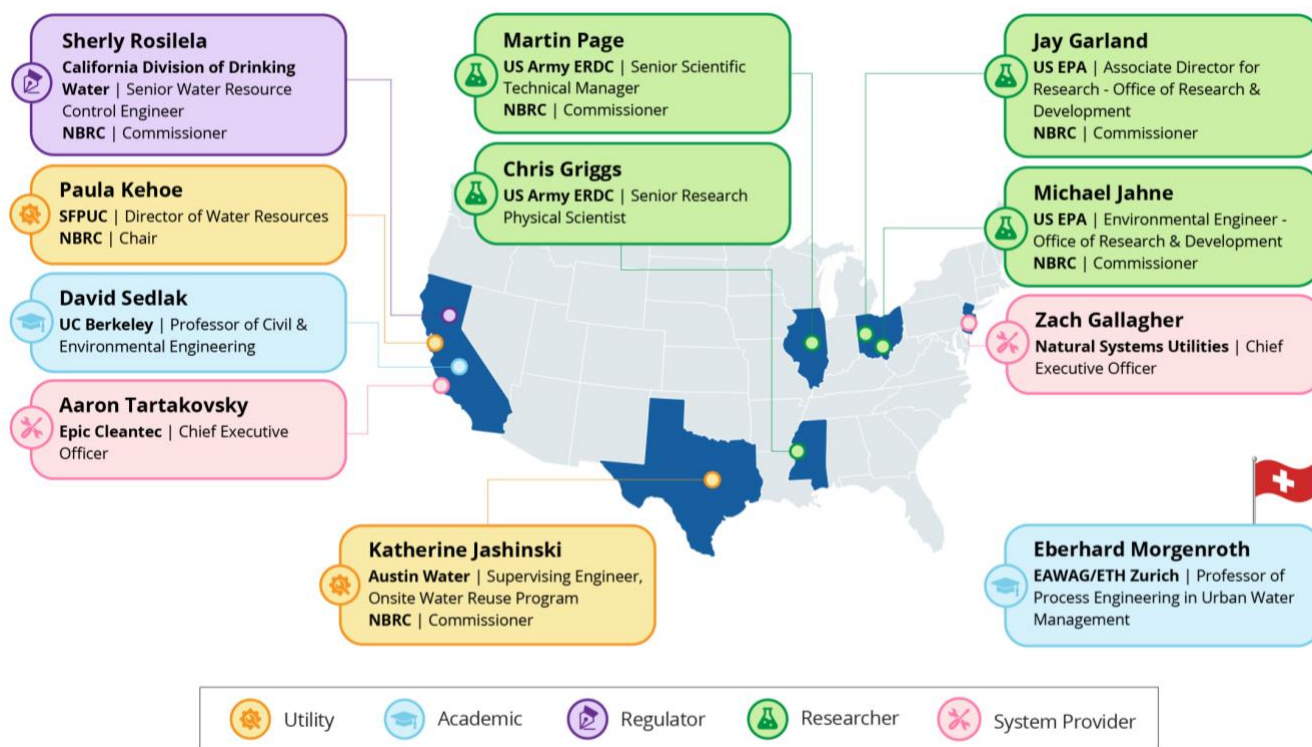 Sherly Rosilela
California Division of Drinking
Water | Senior Water Resource
Control Engineer
NBRC | Commissioner
Paula Kehoe
SFPUC | Director of Water Resources
NBRC | Chair
David Sedlak
UC Berkeley | Professor of Civil &
Environmental Engineering
Aaron Tartakovsky
Epic Cleantec | Chief Executive
Officer
Martin Page
US Army ERDC | Senior Scientific
Technical Manager
NBRC | Commissioner
Chris Griggs
US Army ERDC | Senior Research
Physical Scientist
Jay Garland
US EPA | Associate Director for
Research - Office of Research &
Development
NBRC | Commissioner
Michael Jahne
US EPA | Environmental Engineer -
Office of Research & Development
NBRC | Commissioner
Zach Gallagher
Natural Systems Utilities | Chief
Executive Officer
Katherine Jashinski
Austin Water | Supervising Engineer,
Onsite Water Reuse Program
NBRC | Commissioner
Eberhard Morgenroth
EAWAG/ETH Zurich | Professor of
Process Engineering in Urban Water
Management
Utility
Academic
Regulator
Researcher
System Provider